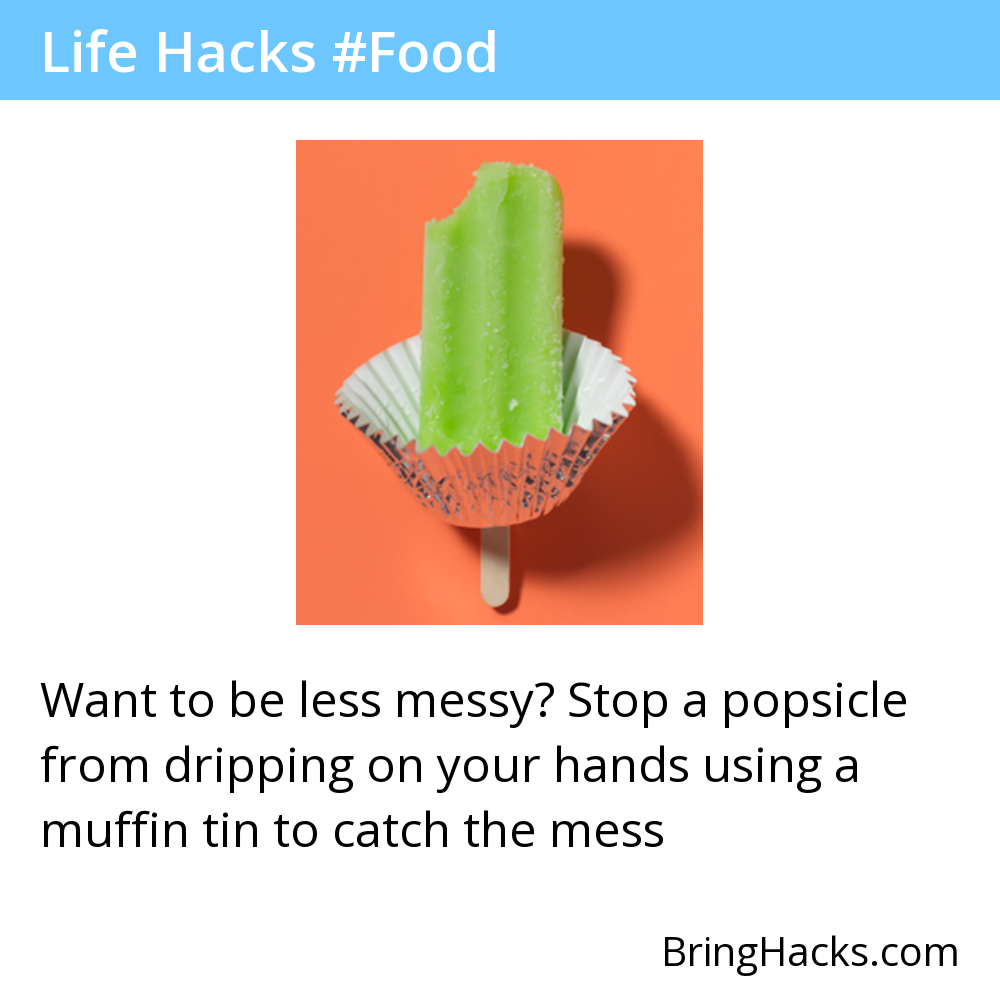 Life Hacks #Food
Want to be less messy? Stop a popsicle
from dripping on your hands using a
muffin tin to catch the mess
BringHacks.com